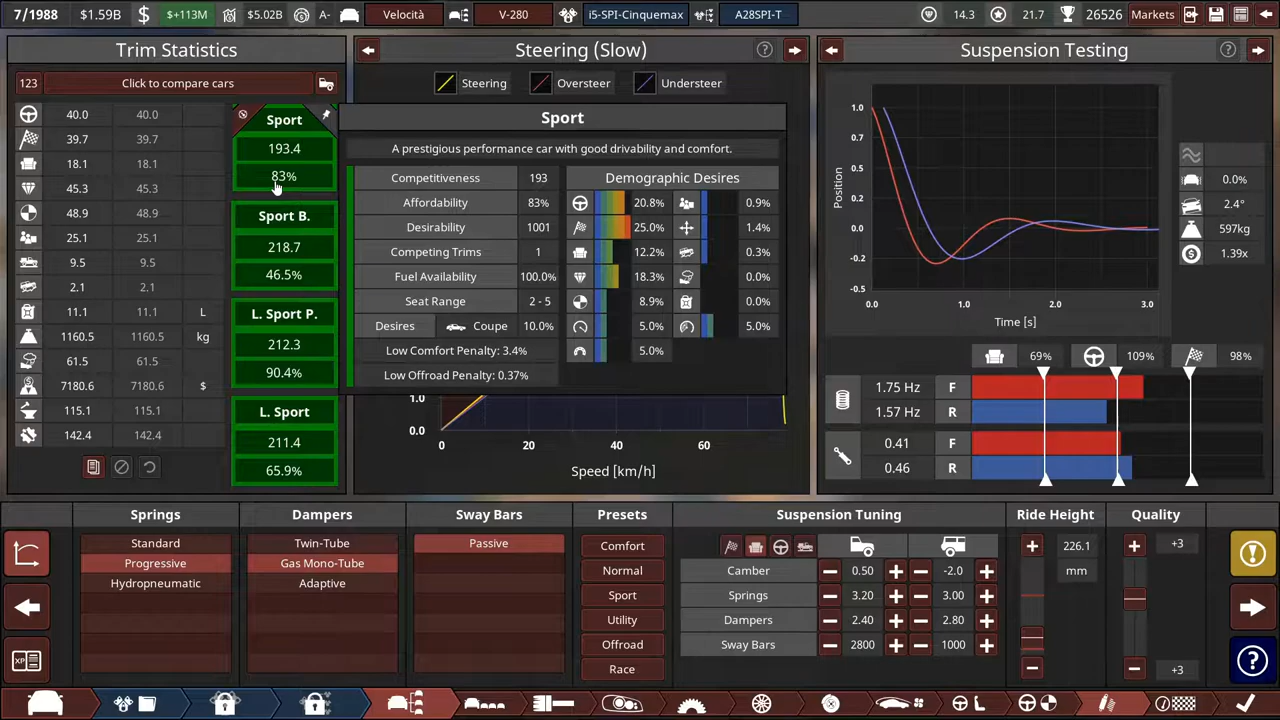 7/1988 $1.59B $ $+113M $5.02B A- Velocità V-280 i5-SPI-Cinquemax A28SPI-T 14.3 21.7 26526 Markets
Trim Statistics
123 Click to compare cars
40.0 40.0
39.7 39.7
18.1 18.1
45.3 45.3
48.9 48.9
25.1 25.1
9.5 9.5
2.1 2.1
11.1 11.1 L
1160.5 1160.5 kg
61.5 61.5
7180.6 7180.6 $
115.1 115.1
142.4 142.4
Sport
193.4
83%
Sport B.
218.7
46.5%
L. Sport P.
212.3
90.4%
L. Sport
211.4
65.9%
Steering (Slow) ?
Steering Oversteer Understeer
Sport
A prestigious performance car with good drivability and comfort.
Competitiveness 193
Affordability 83%
Desirability 1001
Competing Trims 1
Fuel Availability 100.0%
Seat Range 2 - 5
Desires Coupe 10.0%
Low Comfort Penalty: 3.4%
Low Offroad Penalty: 0.37%
Demographic Desires
20.8% 0.9%
25.0% 1.4%
12.2% 0.3%
18.3% 0.0%
8.9% 0.0%
5.0% 5.0%
5.0%
1.0
0.0
0 20 40 60
Speed [km/h]
Suspension Testing ?
1.0
0.7
0.5
0.2
0.0
-0.2
-0.5
Position
0.0 1.0 2.0 3.0
Time [s]
0.0%
2.4°
597kg
1.39x
69% 109% 98%
1.75 Hz F
1.57 Hz R
0.41 F
0.46 R
Springs
Standard
Progressive
Hydropneumatic
Dampers
Twin-Tube
Gas Mono-Tube
Adaptive
Sway Bars
Passive
Presets
Comfort
Normal
Sport
Utility
Offroad
Race
Suspension Tuning
Camber 0.50 -2.0
Springs 3.20 3.00
Dampers 2.40 2.80
Sway Bars 2800 1000
Ride Height
226.1
mm
Quality
+3
+3
XP
?